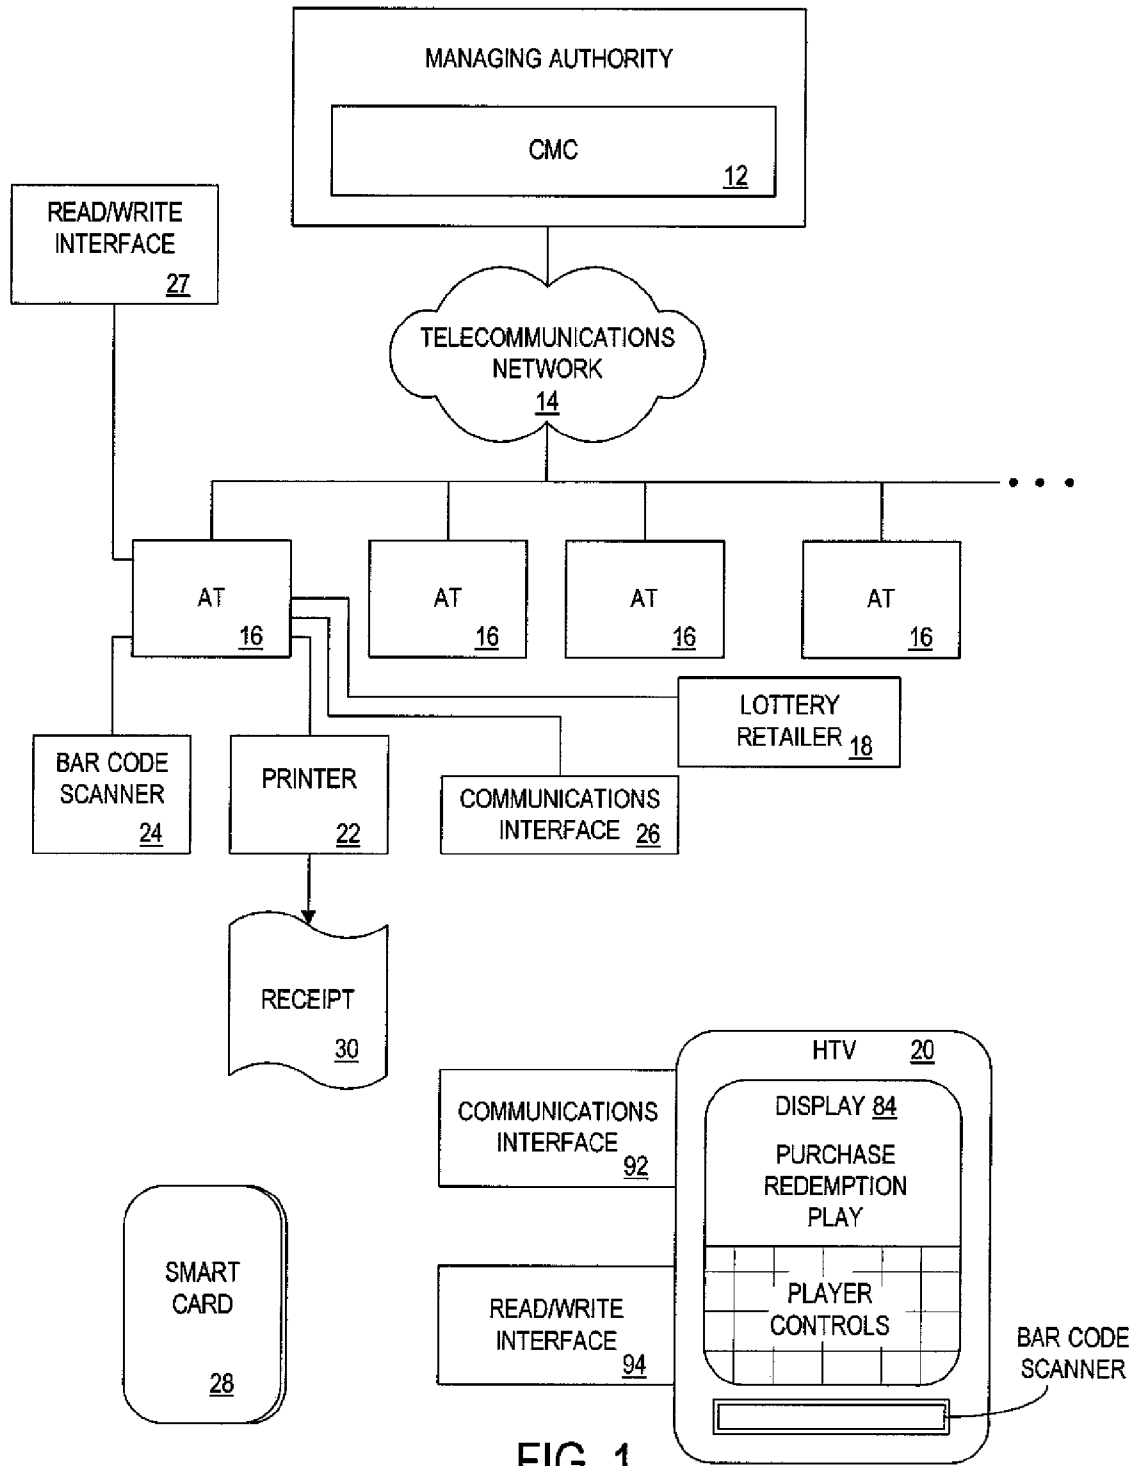 MANAGING AUTHORITY
CMC
12
READ/WRITE
INTERFACE
27
TELECOMMUNICATIONS
NETWORK
14
AT
16
AT
16
AT
16
AT
16
LOTTERY
RETAILER 18
BAR CODE
SCANNER
24
PRINTER
22
COMMUNICATIONS
INTERFACE 26
RECEIPT
30
HTV 20
DISPLAY 84
PURCHASE
REDEMPTION
PLAY
COMMUNICATIONS
INTERFACE
92
SMART
CARD
28
READ/WRITE
INTERFACE
94
PLAYER
CONTROLS
BAR CODE
SCANNER
FIG. 1